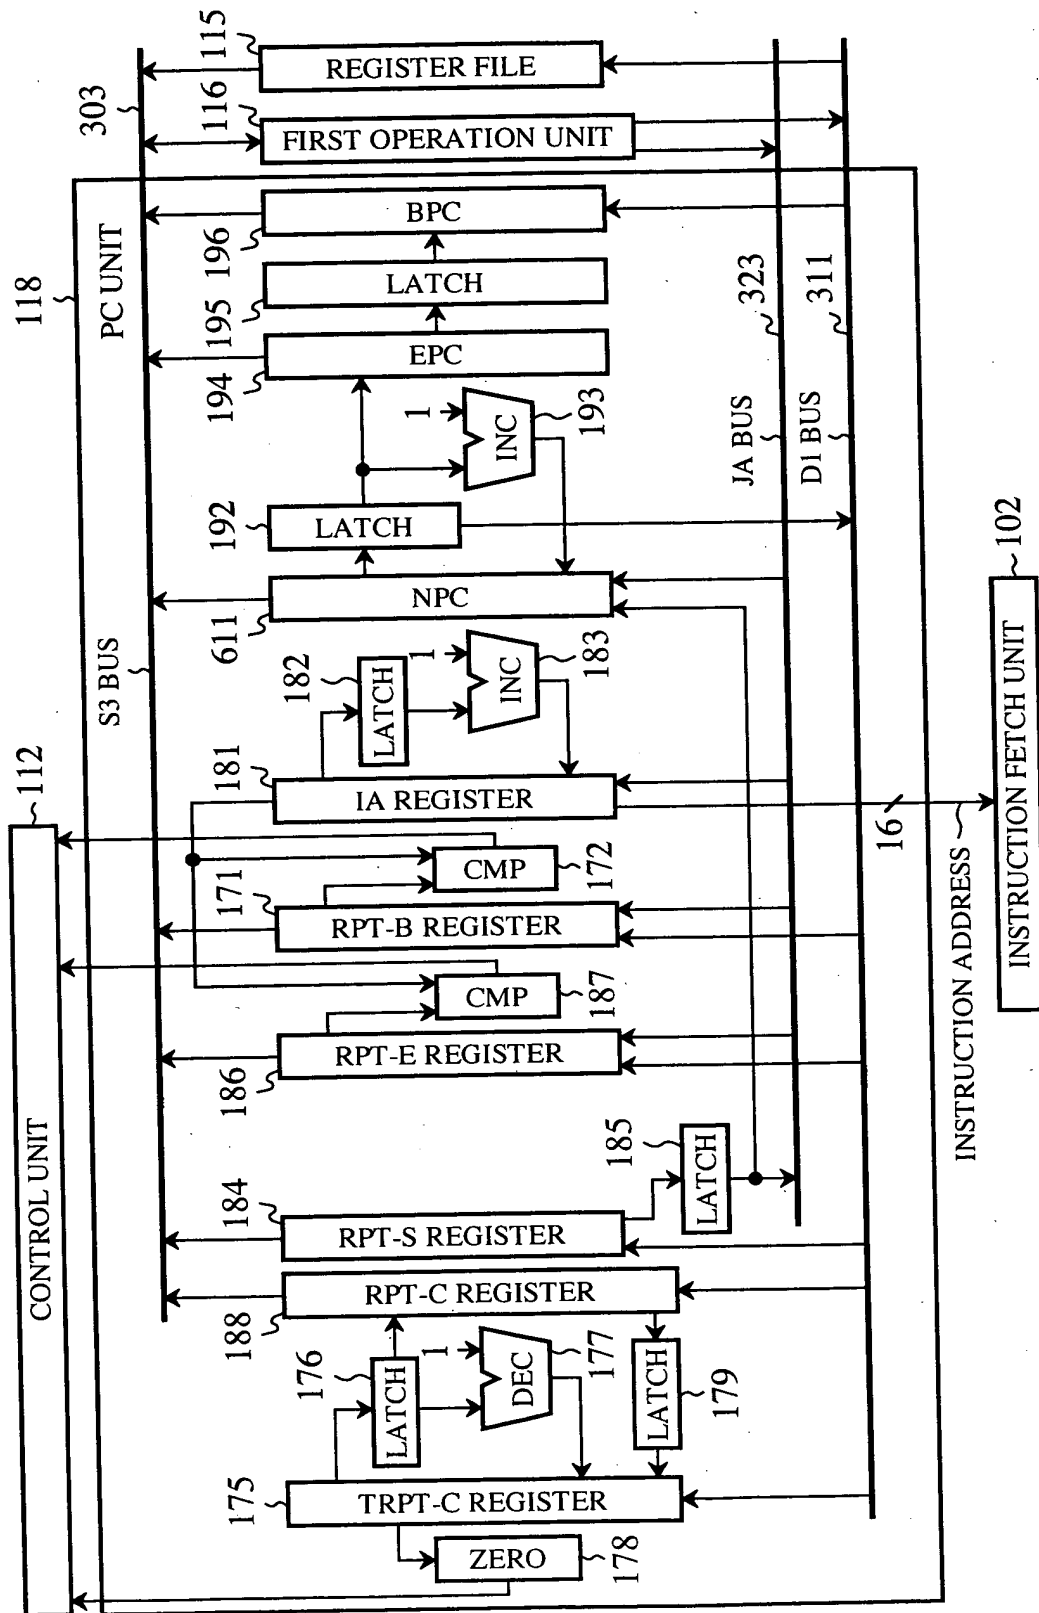 CONTROL UNIT
112
118
PC UNIT
S3 BUS
303
115
REGISTER FILE
116
FIRST OPERATION UNIT
196
BPC
195
LATCH
194
EPC
1
INC
193
192
LATCH
611
NPC
182
LATCH
1
INC
183
181
IA REGISTER
CMP
172
171
RPT-B REGISTER
CMP
187
186
RPT-E REGISTER
185
LATCH
184
RPT-S REGISTER
188
RPT-C REGISTER
176
LATCH
1
DEC
177
LATCH
179
175
TRPT-C REGISTER
ZERO
178
JA BUS
323
D1 BUS
311
16
INSTRUCTION ADDRESS
INSTRUCTION FETCH UNIT
102